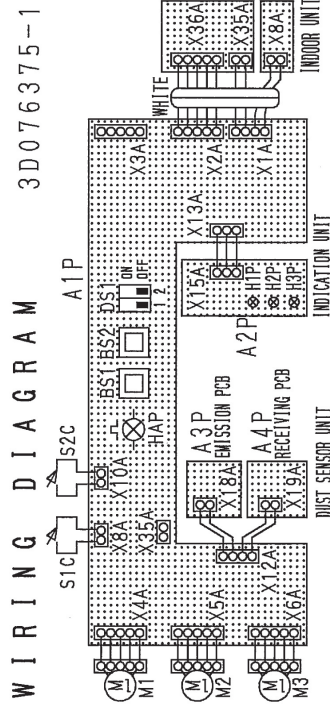 WIRING DIAGRAM
3D076375-1
S1C
S2C
A1P
X8A
X10A
X35A
HAP
BS1
BS2
DS1
ON
OFF
1 2
X3A
WHITE
X2A
X1A
X36A
X35A
X8A
INDOOR UNIT
X4A
X5A
X6A
M1
M2
M3
M
M
M
X12A
X18A
X19A
A3P
EMISSION PCB
A4P
RECEIVING PCB
DUST SENSOR UNIT
X13A
X15A
A2P
H1P
H2P
H3P
INDICATION UNIT